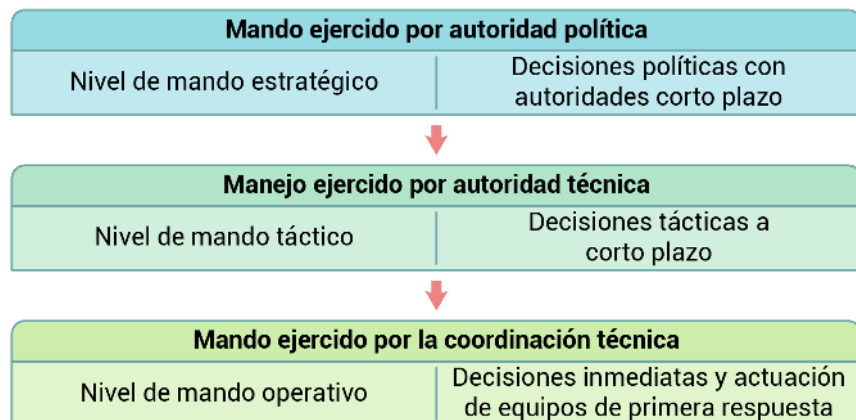 Mando ejercido por autoridad política
Nivel de mando estratégico
Decisiones políticas con
autoridades corto plazo
Manejo ejercido por autoridad técnica
Nivel de mando táctico
Decisiones tácticas a
corto plazo
Mando ejercido por la coordinación técnica
Nivel de mando operativo
Decisiones inmediatas y actuación
de equipos de primera respuesta